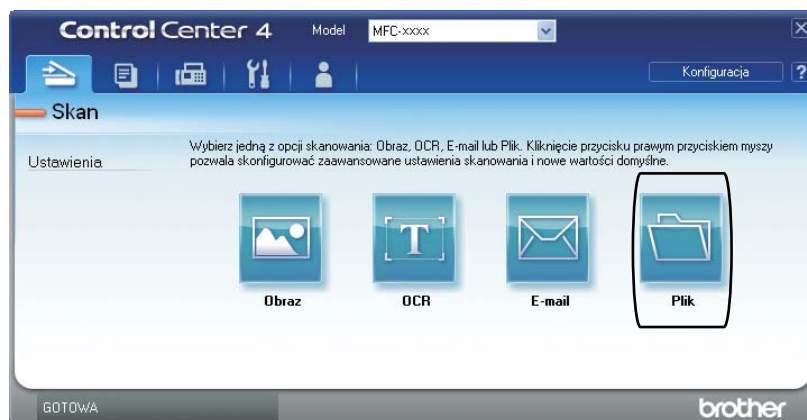 Control Center 4 Model MFC-xxxx
Konfiguracja ?
Skan
Ustawienia
Wybierz jedną z opcji skanowania: Obraz, OCR, E-mail lub Plik. Kliknięcie przycisku prawym przyciskiem myszy
pozwala skonfigurować zaawansowane ustawienia skanowania i nowe wartości domyślne.
T
Obraz OCR E-mail Plik
GOTOWA brother